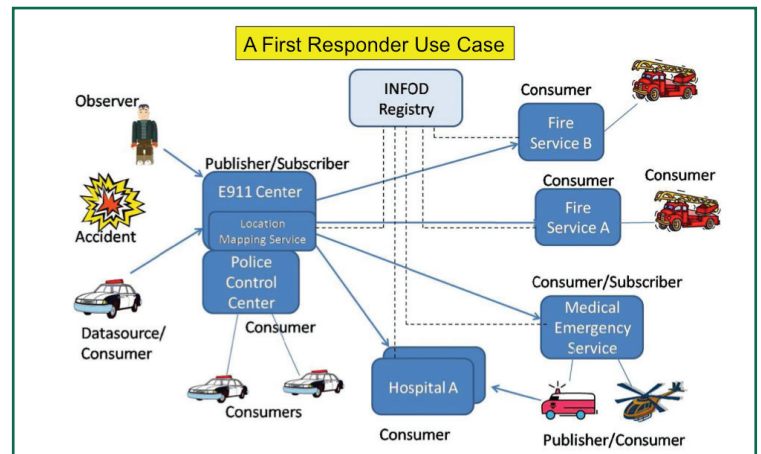 A First Responder Use Case
Observer
INFOD
Registry
Consumer
Fire
Service B
Publisher/Subscriber
E911 Center
Location
Mapping Service
Consumer
Fire
Service A
Consumer
Accident
Police
Control
Center
Consumer/Subscriber
Medical
Emergency
Service
Datasource/
Consumer
Consumer
Consumers
Hospital A
Consumer
Publisher/Consumer